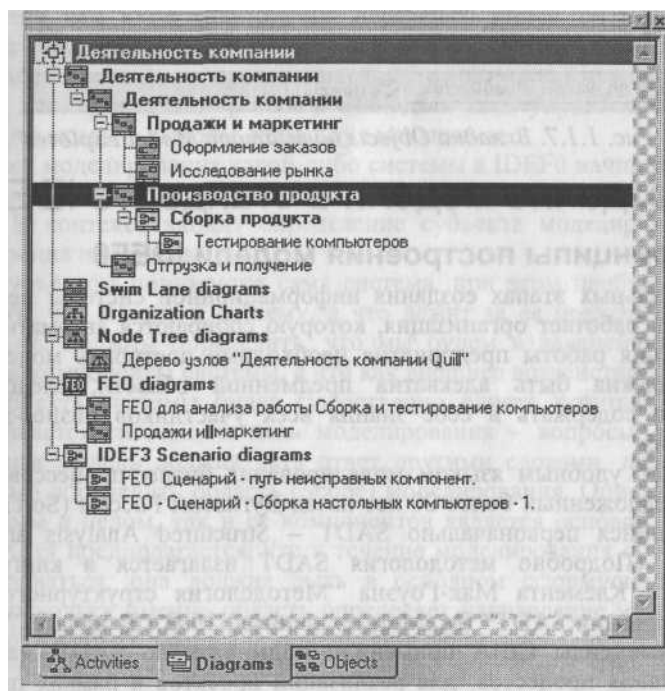 Деятельность компании
Деятельность компании
Деятельность компании
Продажи и маркетинг
Оформление заказов
Исследование рынка
Производство продукта
Сборка продукта
Тестирование компьютеров
Отгрузка и получение
Swim Lane diagrams
Organization Charts
Node Tree diagrams
Дерево узлов "Деятельность компании Quill"
FEO diagrams
FEO для анализа работы Сборка и тестирование компьютеров
Продажи и маркетинг
IDEF3 Scenario diagrams
FEO Сценарий - путь неисправных компонент.
FEO : Сценарий - Сборка настольных компьютеров - 1.
Activities Diagrams Objects